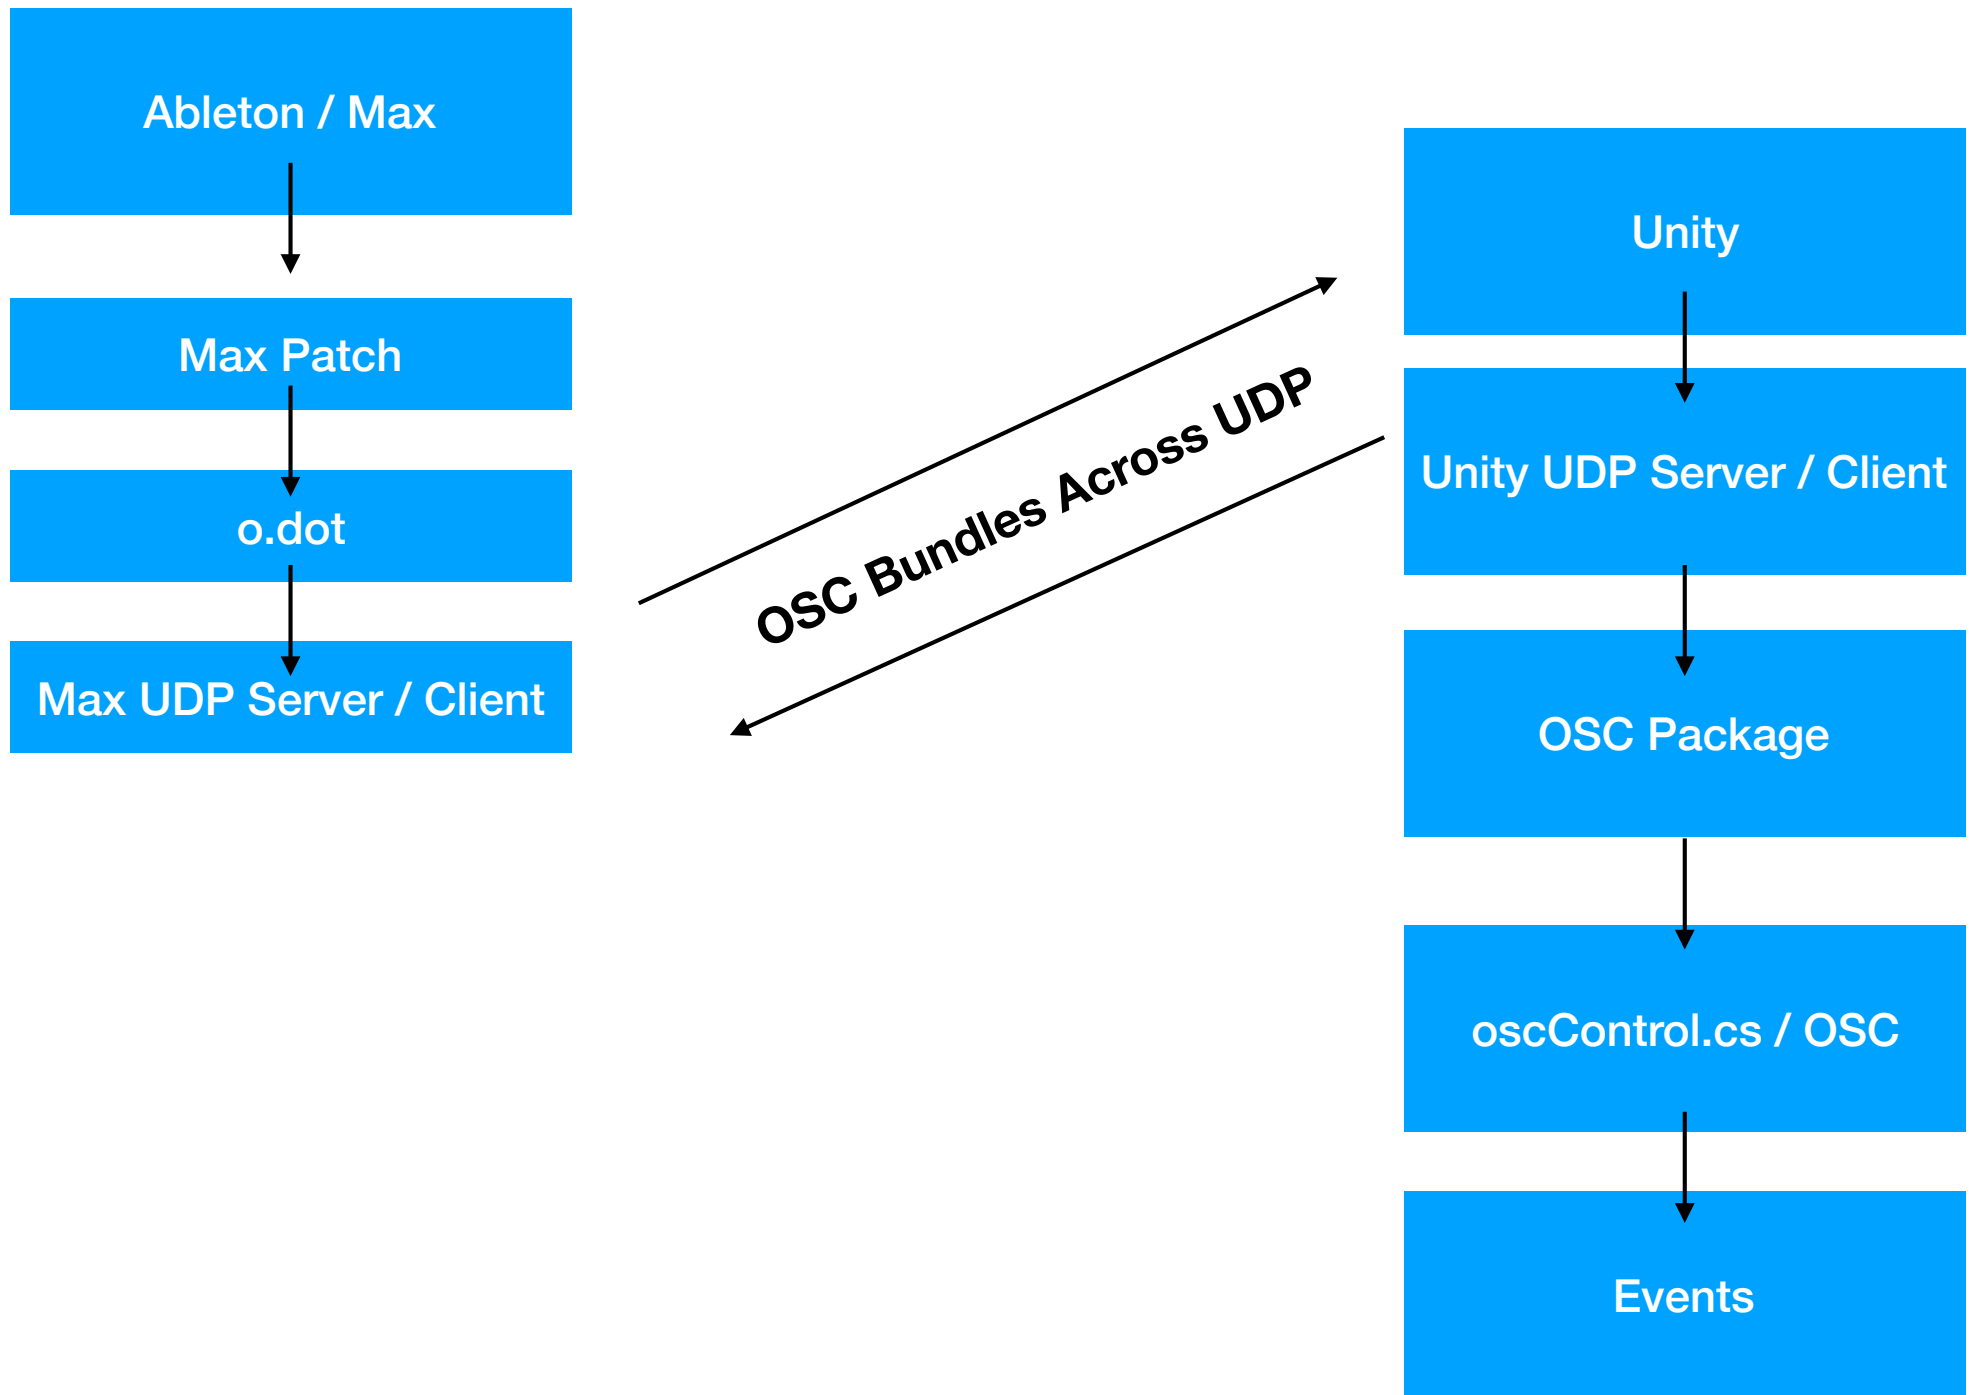 Ableton / Max
Max Patch
o.dot
Max UDP Server / Client
OSC Bundles Across UDP
Unity
Unity UDP Server / Client
OSC Package
oscControl.cs / OSC
Events